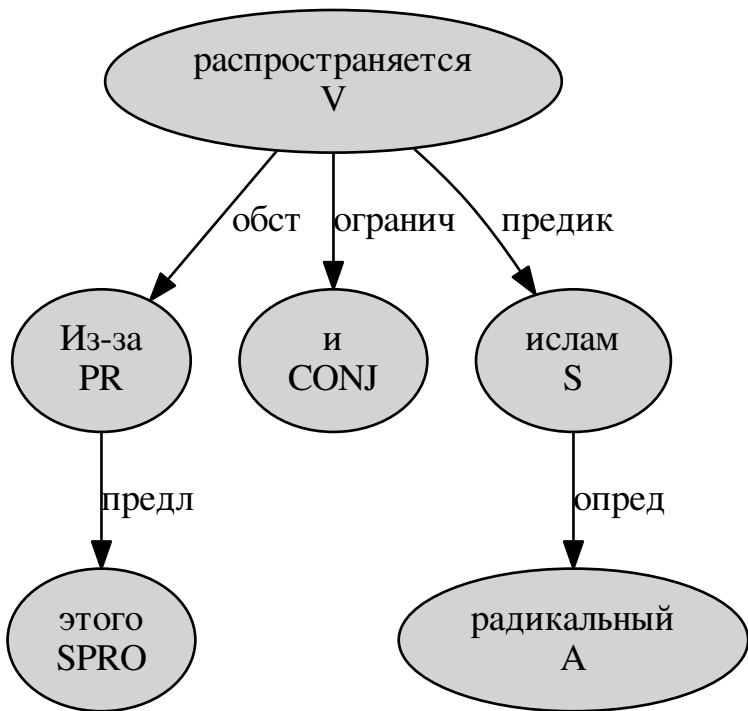 распространяется
V
обст
огранич
предик
Из-за
PR
и
CONJ
ислам
S
предл
опред
этого
SPRO
радикальный
A